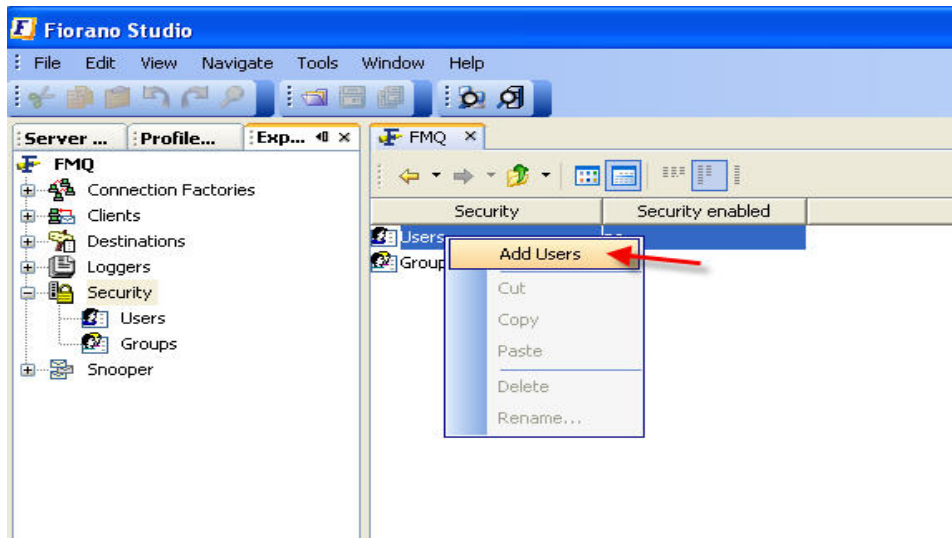 Fiorano Studio
File Edit View Navigate Tools Window Help
Server ... Profile... Exp...
FMQ
FMQ
Connection Factories
Clients
Destinations
Loggers
Security
Users
Groups
Snooper
Security Security enabled
Users
Group
Add Users
Cut
Copy
Paste
Delete
Rename...